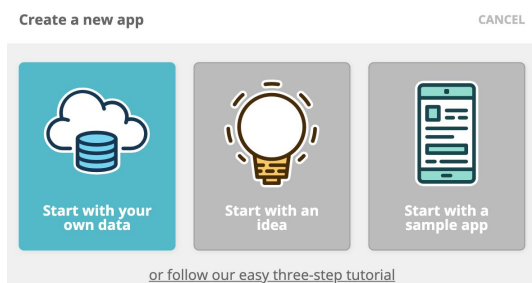 Create a new app
CANCEL
Start with your
own data
Start with an
idea
Start with a
sample app
or follow our easy three-step tutorial